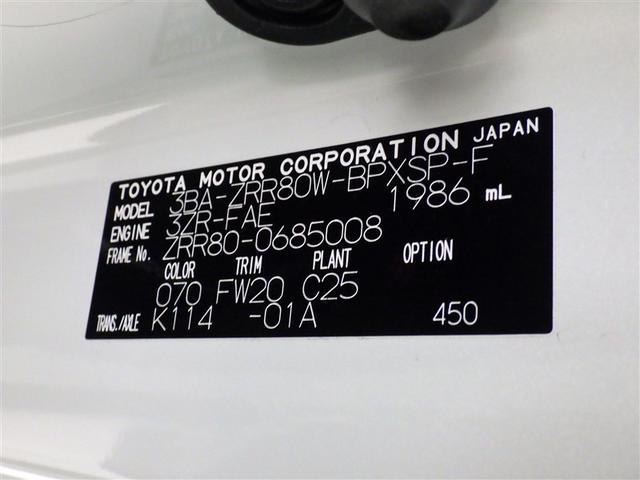 TOYOTA MOTOR CORPORATION JAPAN
MODEL 3BA-ZRR80W-BPXSP-F
ENGINE 3ZR-FAE 1986 mL
FRAME No. ZRR80-0685008
COLOR TRIM PLANT OPTION
070 FW20 C25
TRANS./AXLE K114 -01A 450